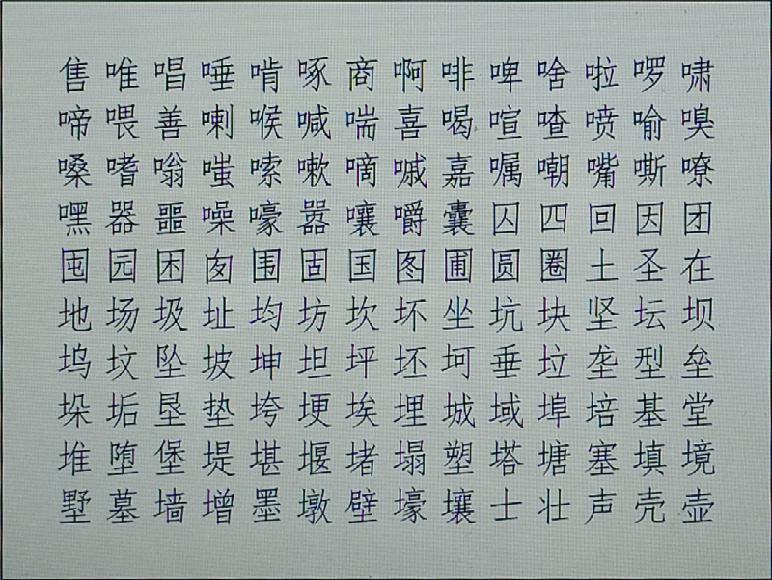 售唯唱唾啃啄商啊啡啤啥啦啰啸
啼喂善喇喉喊喘喜喝喧喳喷喻嗅
嗓嗜嗡嗤嗦嗽嘀嘁嘉嘱嘲嘴嘶嘹
嘿器噩噪嚎嚣嚷嚼囊囚四回因团
囤园困囱围固国图圃圆圈土圣在
地场圾址均坊坎坏坐坑块坚坛坝
坞坟坠坡坤坦坪坯坷垂垃垄型垒
垛垢垦垫垮埂埃埋城域埠培基堂
堆堕堡堤堪堰堵塌塑塔塘塞填境
墅墓墙增墨墩壁壕壤士壮声壳壶